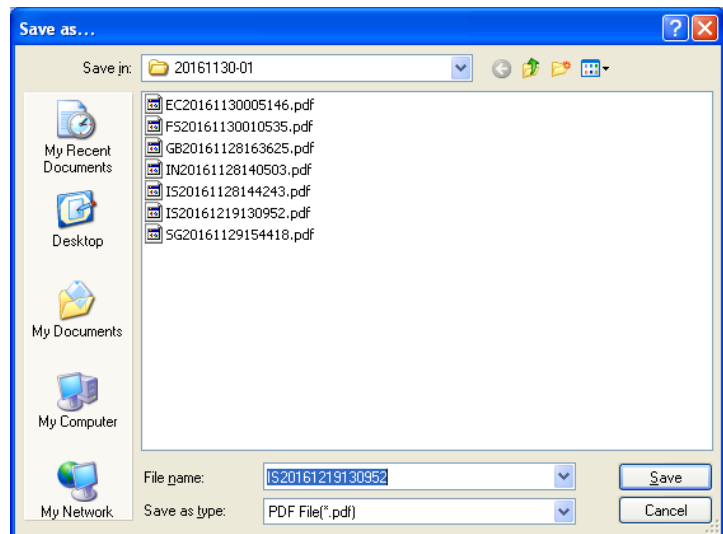 Save as...
Save in: 20161130-01
My Recent Documents
Desktop
My Documents
My Computer
My Network
EC20161130005146.pdf
FS20161130010535.pdf
GB20161128163625.pdf
IN20161128140503.pdf
IS20161128144243.pdf
IS20161219130952.pdf
SG20161129154418.pdf
File name: IS20161219130952 Save
Save as type: PDF File(*.pdf) Cancel